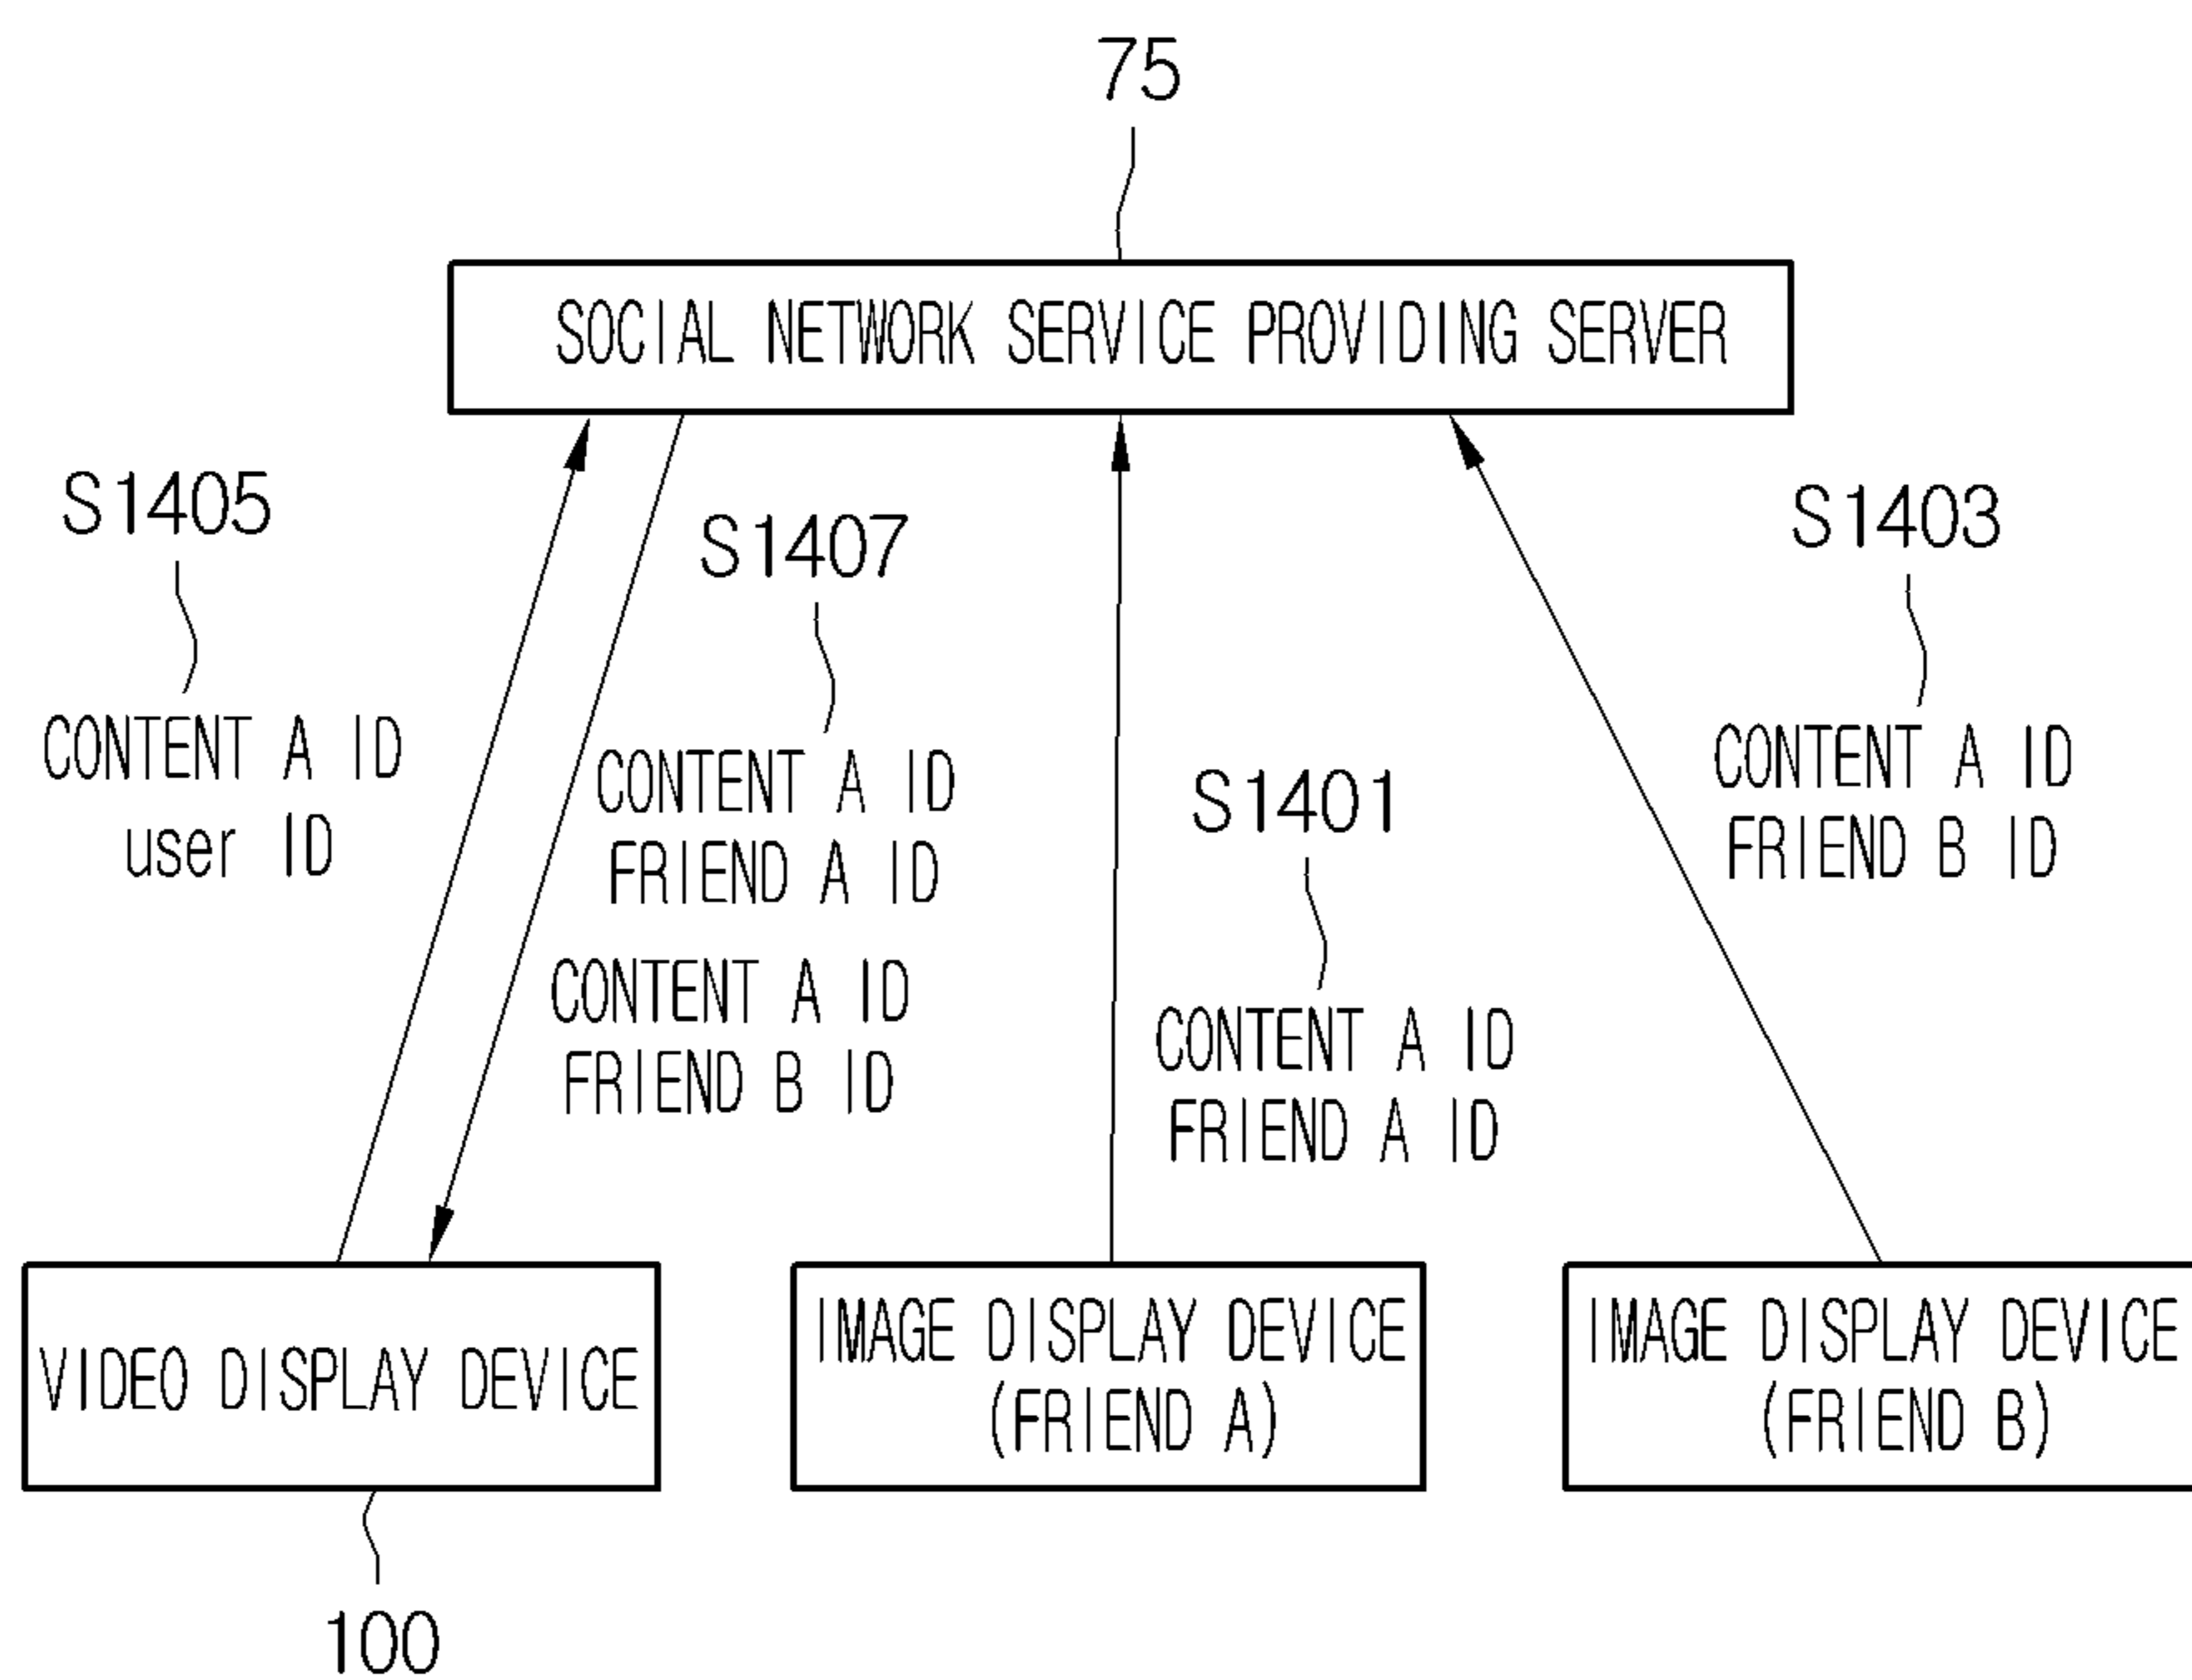 75
SOCIAL NETWORK SERVICE PROVIDING SERVER
S1405
CONTENT A ID
user ID
S1407
CONTENT A ID
FRIEND A ID
CONTENT A ID
FRIEND B ID
S1401
CONTENT A ID
FRIEND A ID
S1403
CONTENT A ID
FRIEND B ID
VIDEO DISPLAY DEVICE
IMAGE DISPLAY DEVICE
(FRIEND A)
IMAGE DISPLAY DEVICE
(FRIEND B)
100